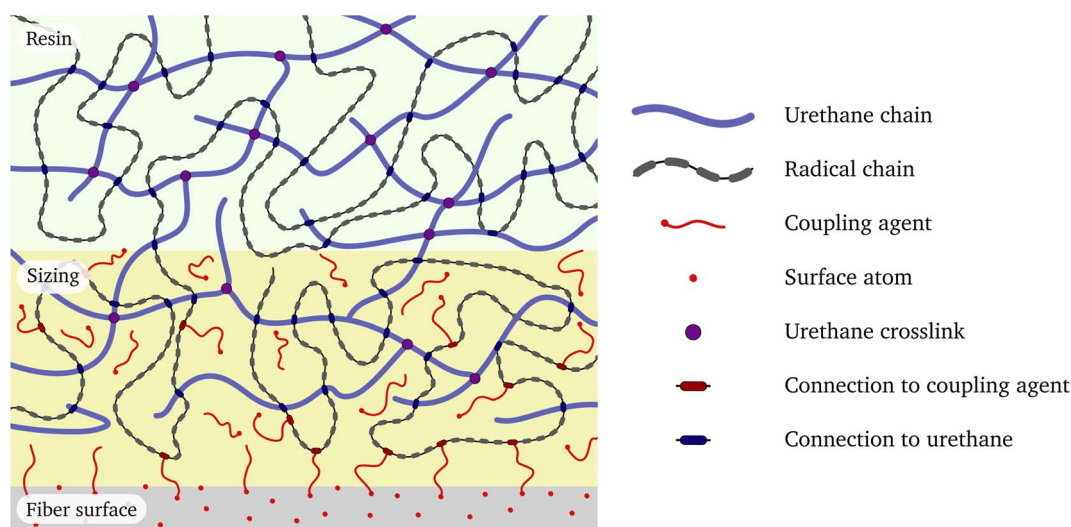 Resin
Sizing
Fiber surface
Urethane chain
Radical chain
Coupling agent
Surface atom
Urethane crosslink
Connection to coupling agent
Connection to urethane